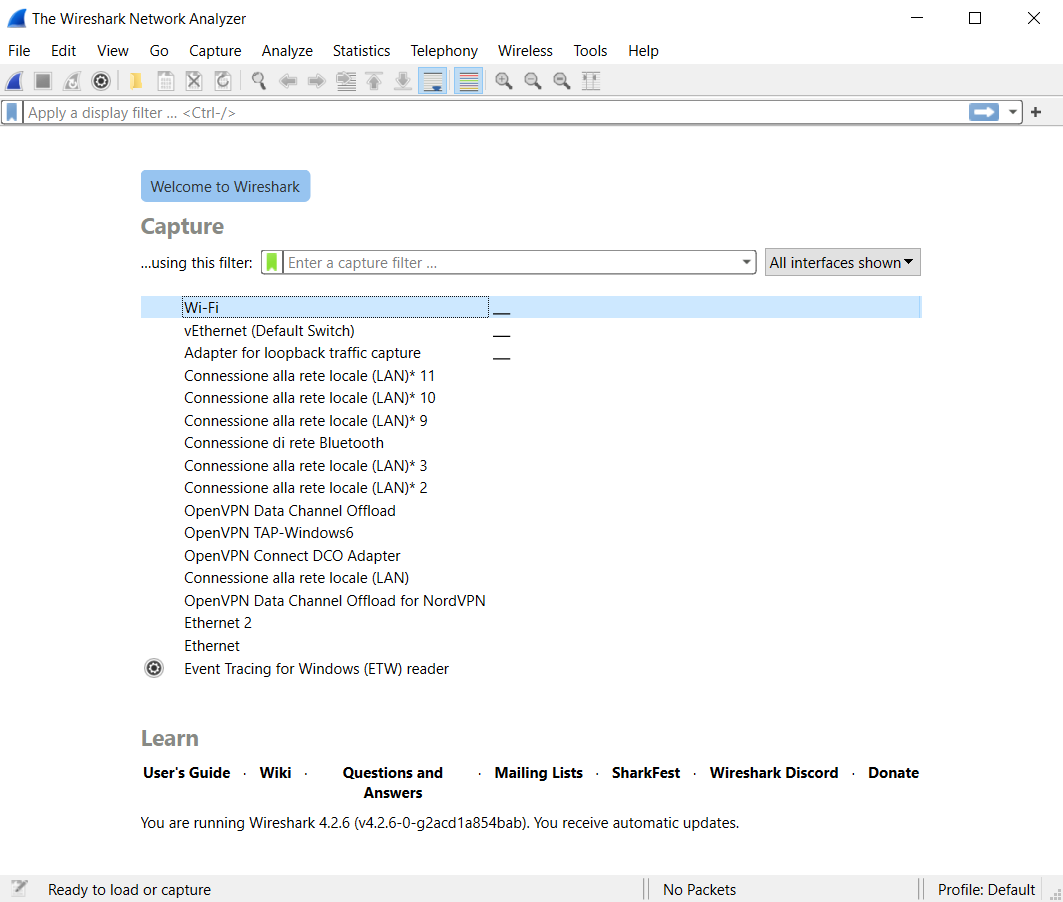 The Wireshark Network Analyzer
File Edit View Go Capture Analyze Statistics Telephony Wireless Tools Help
Apply a display filter ... <Ctrl-/>
Welcome to Wireshark
Capture
...using this filter: Enter a capture filter ... All interfaces shown
Wi-Fi
vEthernet (Default Switch)
Adapter for loopback traffic capture
Connessione alla rete locale (LAN)* 11
Connessione alla rete locale (LAN)* 10
Connessione alla rete locale (LAN)* 9
Connessione di rete Bluetooth
Connessione alla rete locale (LAN)* 3
Connessione alla rete locale (LAN)* 2
OpenVPN Data Channel Offload
OpenVPN TAP-Windows6
OpenVPN Connect DCO Adapter
Connessione alla rete locale (LAN)
OpenVPN Data Channel Offload for NordVPN
Ethernet 2
Ethernet
Event Tracing for Windows (ETW) reader
Learn
User's Guide · Wiki · Questions and Answers · Mailing Lists · SharkFest · Wireshark Discord · Donate
You are running Wireshark 4.2.6 (v4.2.6-0-g2acd1a854bab). You receive automatic updates.
Ready to load or capture No Packets Profile: Default